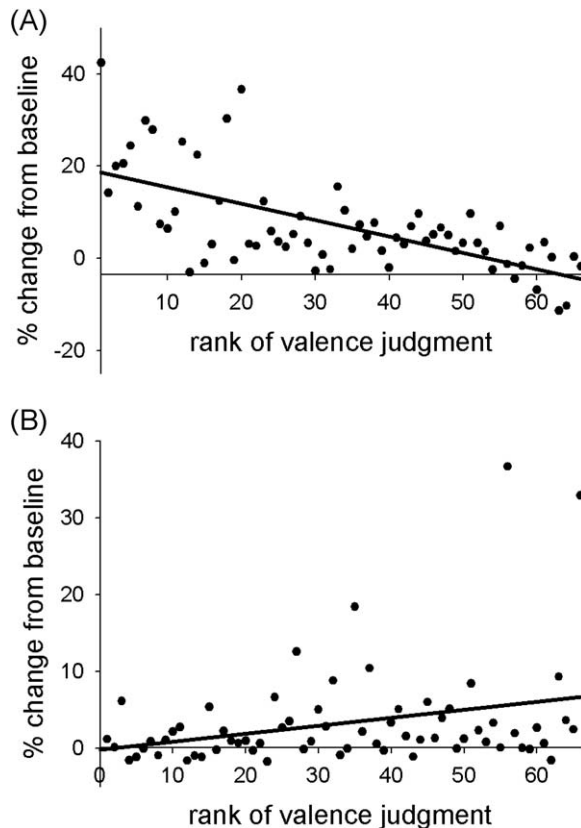 (A)
% change from baseline
40
20
0
-20
10 20 30 40 50 60
rank of valence judgment
(B)
% change from baseline
40
30
20
10
0
0 10 20 30 40 50 60
rank of valence judgment